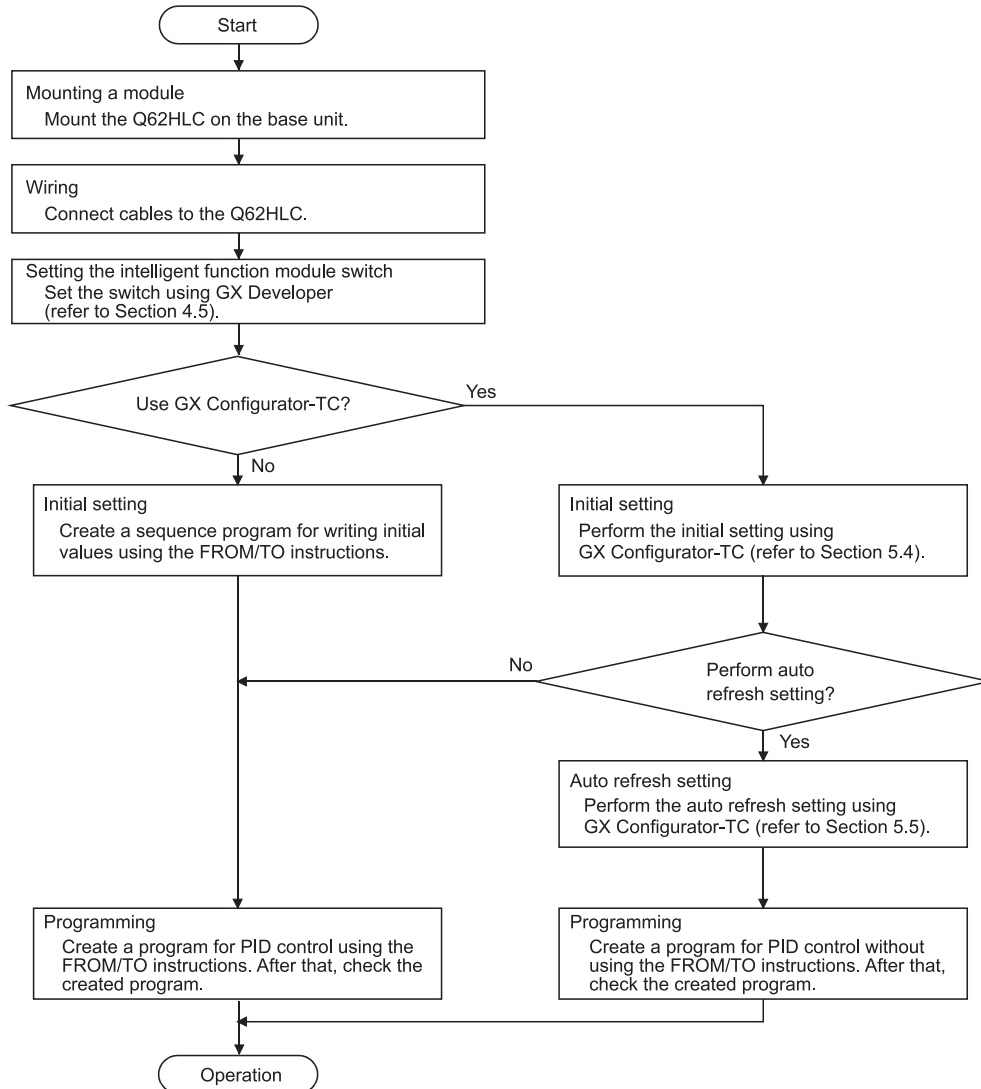 Start
Mounting a module
Mount the Q62HLC on the base unit.
Wiring
Connect cables to the Q62HLC.
Setting the intelligent function module switch
Set the switch using GX Developer
(refer to Section 4.5).
Use GX Configurator-TC?
Yes
No
Initial setting
Create a sequence program for writing initial
values using the FROM/TO instructions.
Initial setting
Perform the initial setting using
GX Configurator-TC (refer to Section 5.4).
No
Perform auto
refresh setting?
Yes
Auto refresh setting
Perform the auto refresh setting using
GX Configurator-TC (refer to Section 5.5).
Programming
Create a program for PID control using the
FROM/TO instructions. After that, check the
created program.
Programming
Create a program for PID control without
using the FROM/TO instructions. After that,
check the created program.
Operation